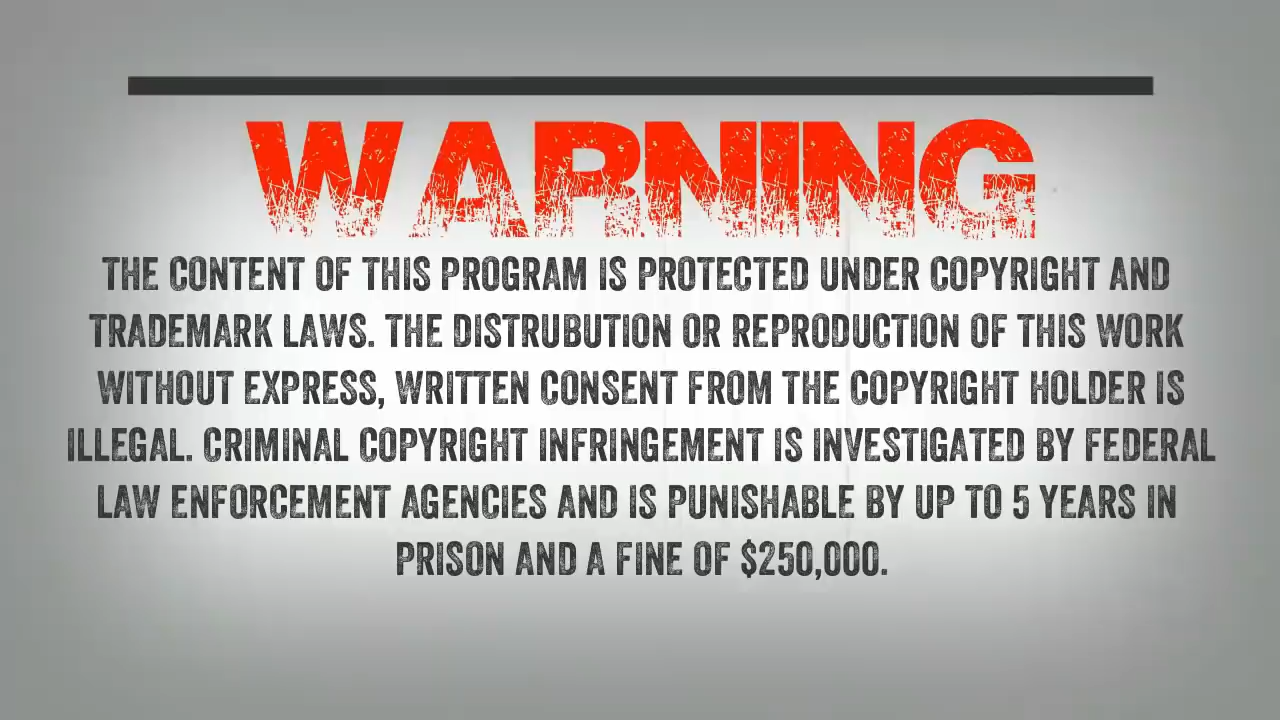 WARNING
THE CONTENT OF THIS PROGRAM IS PROTECTED UNDER COPYRIGHT AND
TRADEMARK LAWS. THE DISTRUBUTION OR REPRODUCTION OF THIS WORK
WITHOUT EXPRESS, WRITTEN CONSENT FROM THE COPYRIGHT HOLDER IS
ILLEGAL. CRIMINAL COPYRIGHT INFRINGEMENT IS INVESTIGATED BY FEDERAL
LAW ENFORCEMENT AGENCIES AND IS PUNISHABLE BY UP TO 5 YEARS IN
PRISON AND A FINE OF $250,000.